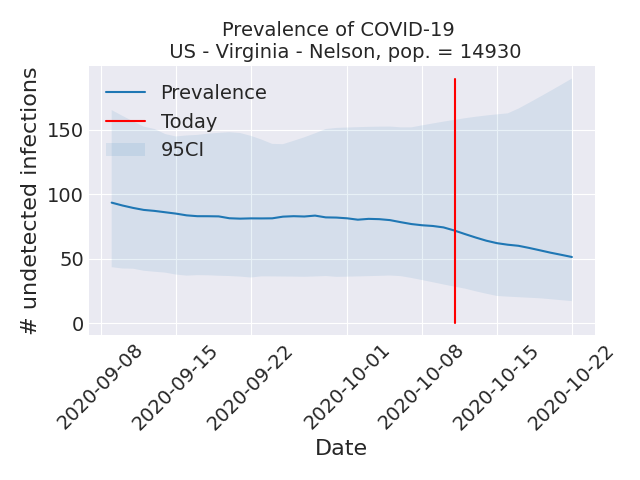 Prevalence of COVID-19
US - Virginia - Nelson, pop. = 14930
# undetected infections
150
100
50
0
Prevalence
Today
95CI
2020-09-08
2020-09-15
2020-09-22
2020-10-01
2020-10-08
2020-10-15
2020-10-22
Date